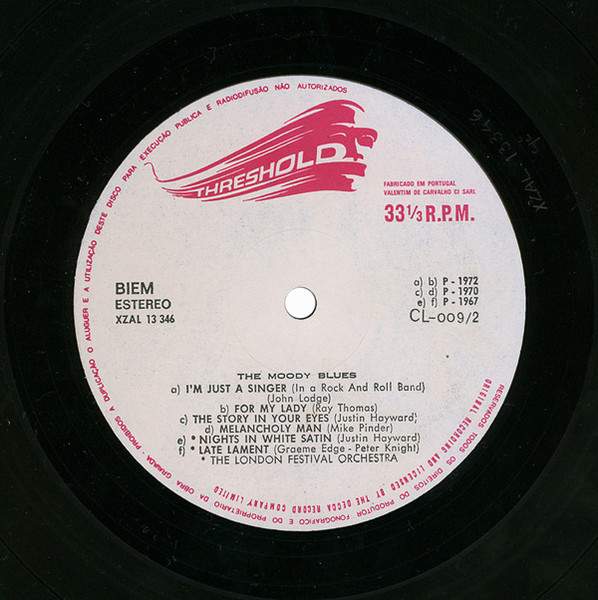 RESERVADOS TODOS OS DIREITOS DO PRODUTOR FONOGRÁFICO E DO PROPRIETARIO DA OBRA GRAVADA - PROIBIDOS A DUPLICAÇÃO O ALUGUER E A UTILIZAÇÃO DESTE DISCO PARA EXECUÇÃO PUBLICA E RADIODIFUSÃO NÃO AUTORIZADOS
THRESHOLD
FABRICADO EM PORTUGAL
VALENTIM DE CARVALHO CI SARL
33 1/3 R.P.M.
BIEM
ESTEREO
XZAL 13 346
a) b) P - 1972
c) d) P - 1970
e) f) P - 1967
CL-009/2
THE MOODY BLUES
a) I'M JUST A SINGER (In a Rock And Roll Band)
(John Lodge)
b) FOR MY LADY (Ray Thomas)
c) THE STORY IN YOUR EYES (Justin Hayward)
d) MELANCHOLY MAN (Mike Pinder)
e) * NIGHTS IN WHITE SATIN (Justin Hayward)
f) * LATE LAMENT (Graeme Edge - Peter Knight)
* THE LONDON FESTIVAL ORCHESTRA
ORIGINAL RECORDING AND LICENSED BY THE DECCA RECORD COMPANY LIMITED
XZAL 13346